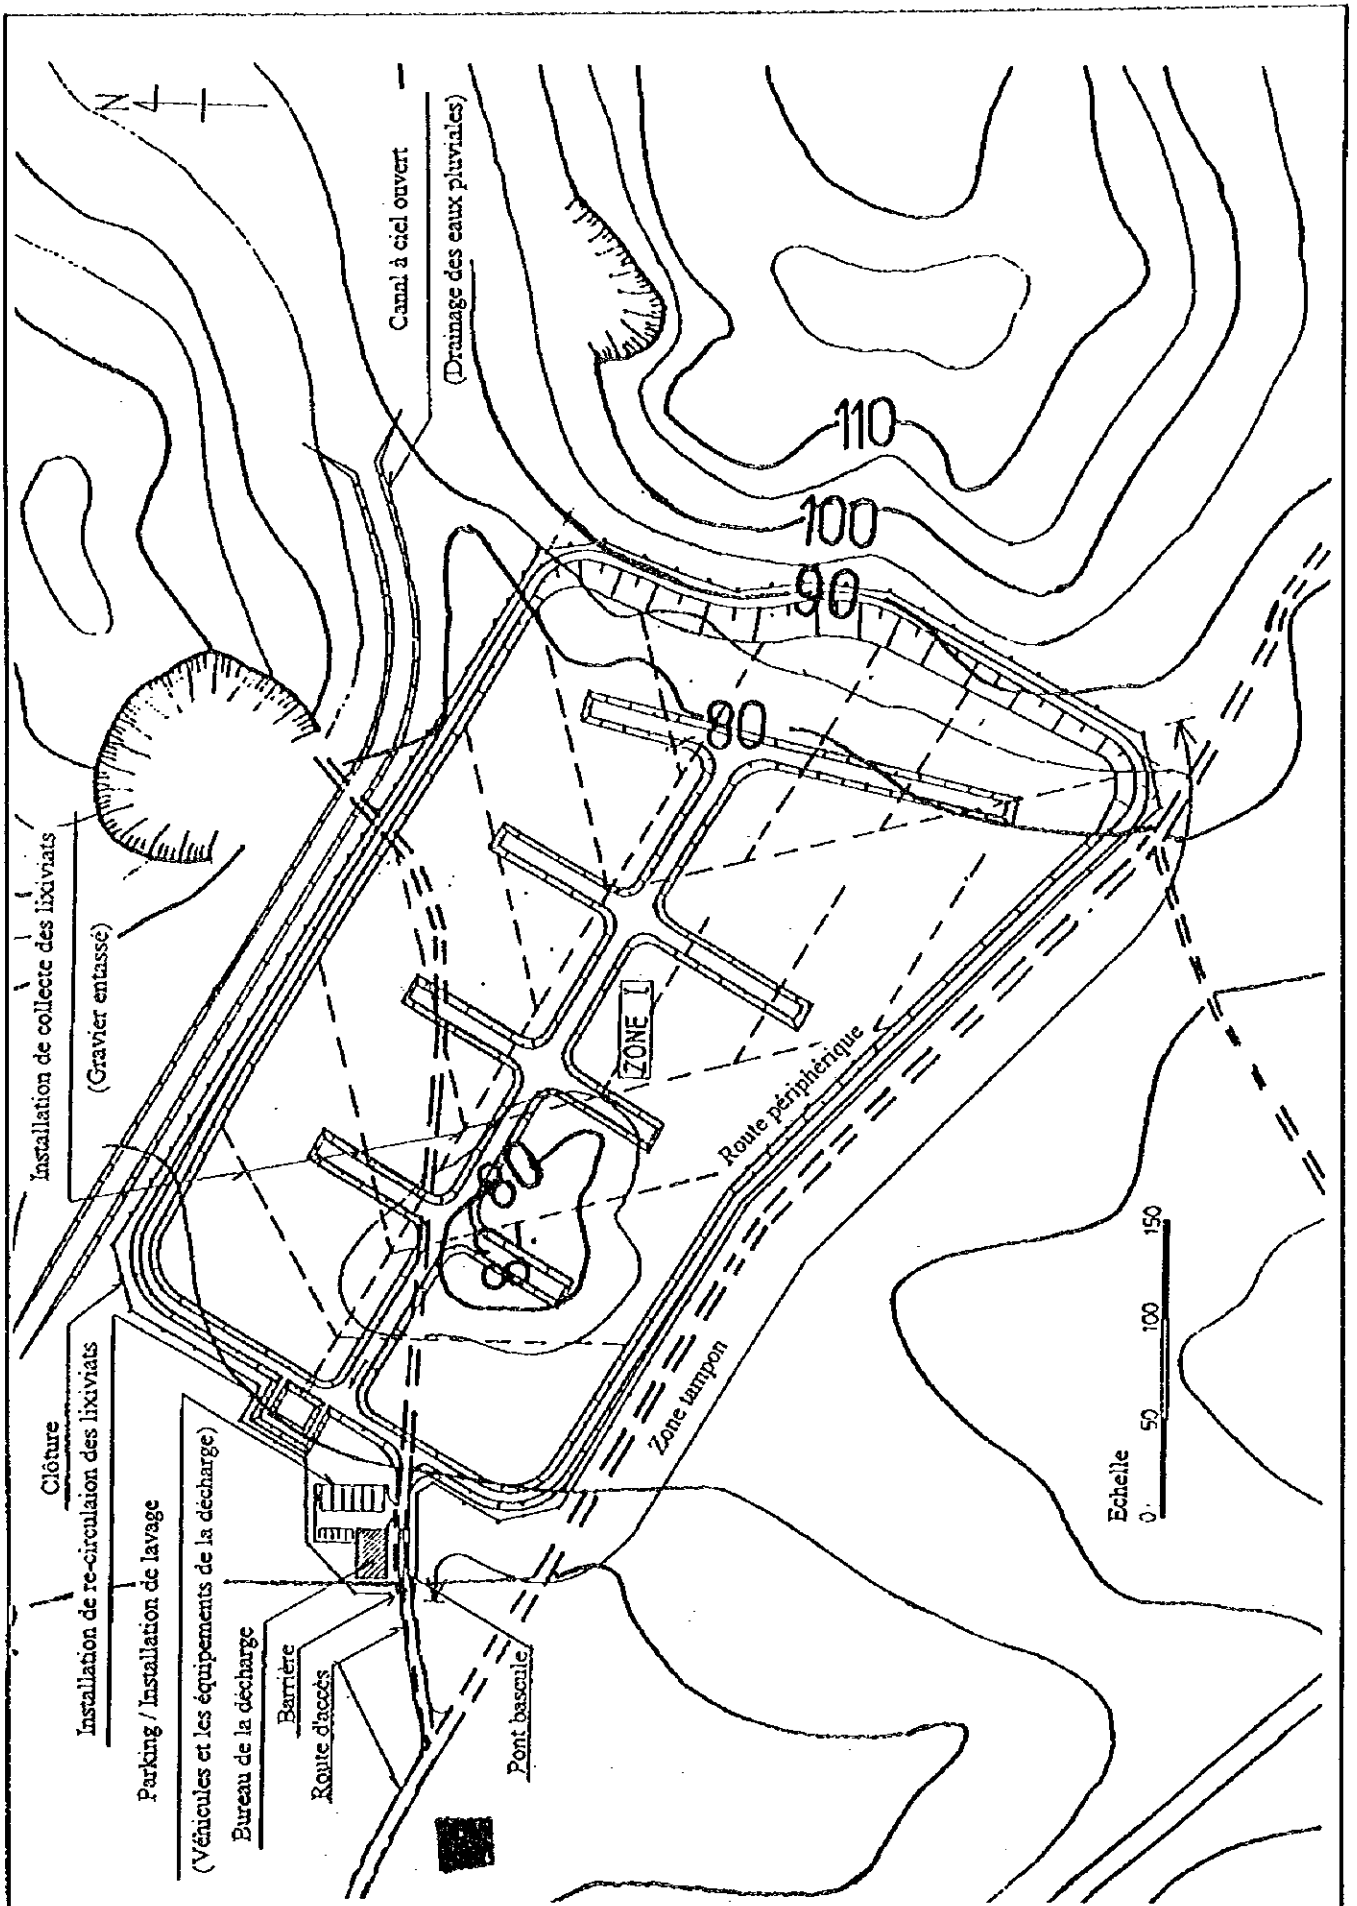 N
Canal à ciel ouvert
(Drainage des eaux pluviales)
Installation de collecte des lixiviats
(Gravier entassé)
Clôture
Installation de re-circulaion des lixiviats
Parking / Installation de lavage
(Véhicules et les équipements de la décharge)
Bureau de la décharge
Barrière
Route d'accès
Pont bascule
110
100
90
80
80
80
ZONE 1
Route périphérique
Zone tampon
Echelle
0 50 100 150